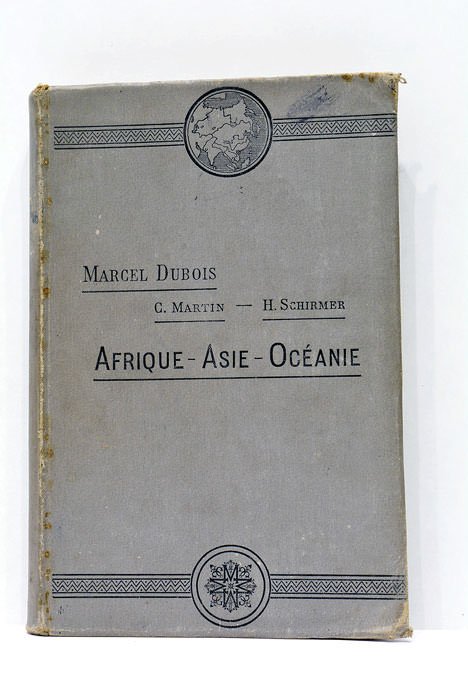 MARCEL DUBOIS
C. MARTIN — H. SCHIRMER
AFRIQUE - ASIE - OCÉANIE